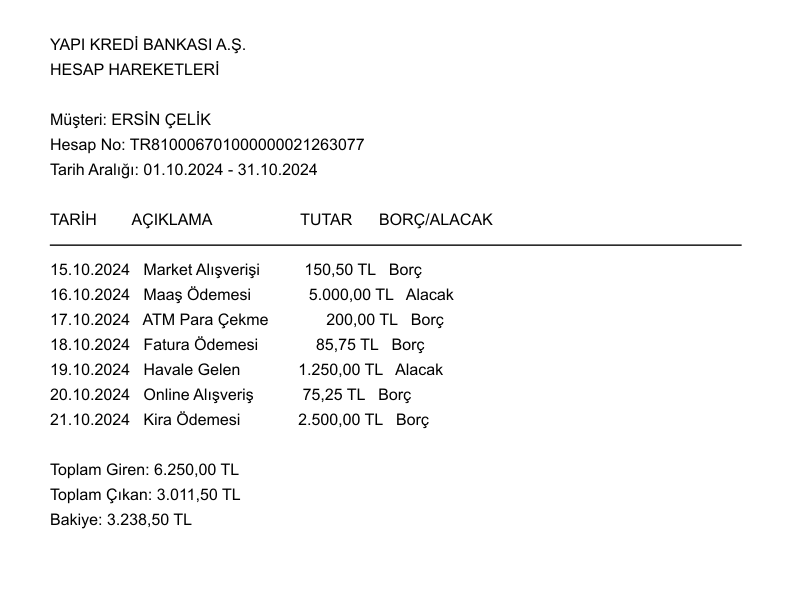 YAPI KREDİ BANKASI A.Ş.
HESAP HAREKETLERİ
Müşteri: ERSİN ÇELİK
Hesap No: TR810006701000000021263077
Tarih Aralığı: 01.10.2024 - 31.10.2024
TARİH AÇIKLAMA TUTAR BORÇ/ALACAK
15.10.2024 Market Alışverişi 150,50 TL Borç
16.10.2024 Maaş Ödemesi 5.000,00 TL Alacak
17.10.2024 ATM Para Çekme 200,00 TL Borç
18.10.2024 Fatura Ödemesi 85,75 TL Borç
19.10.2024 Havale Gelen 1.250,00 TL Alacak
20.10.2024 Online Alışveriş 75,25 TL Borç
21.10.2024 Kira Ödemesi 2.500,00 TL Borç
Toplam Giren: 6.250,00 TL
Toplam Çıkan: 3.011,50 TL
Bakiye: 3.238,50 TL